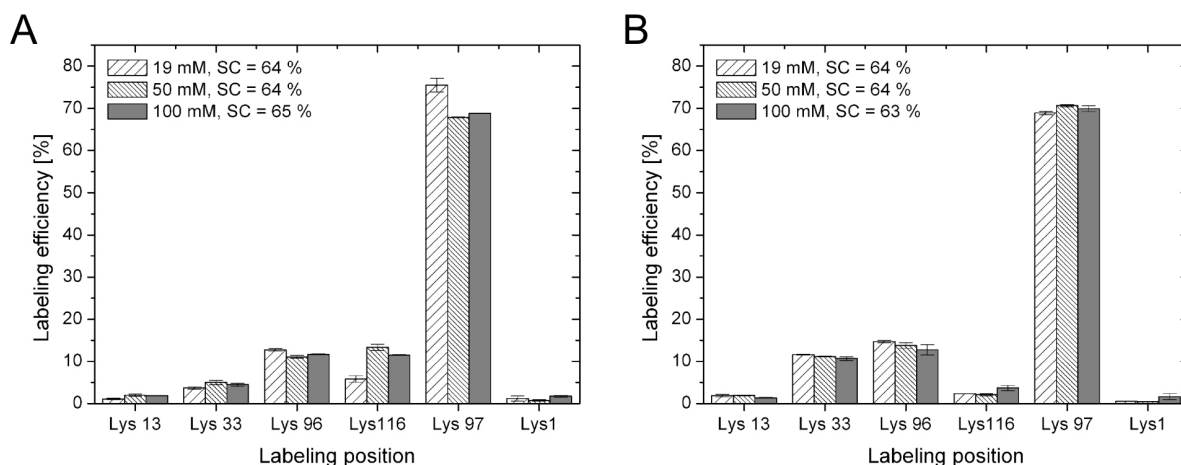 A
19 mM, SC = 64 %
50 mM, SC = 64 %
100 mM, SC = 65 %
Labeling efficiency [%]
80
70
60
50
40
30
20
10
0
Lys 13 Lys 33 Lys 96 Lys116 Lys 97 Lys1
Labeling position
B
19 mM, SC = 64 %
50 mM, SC = 64 %
100 mM, SC = 63 %
Labeling efficiency [%]
80
70
60
50
40
30
20
10
0
Lys 13 Lys 33 Lys 96 Lys116 Lys 97 Lys1
Labeling position